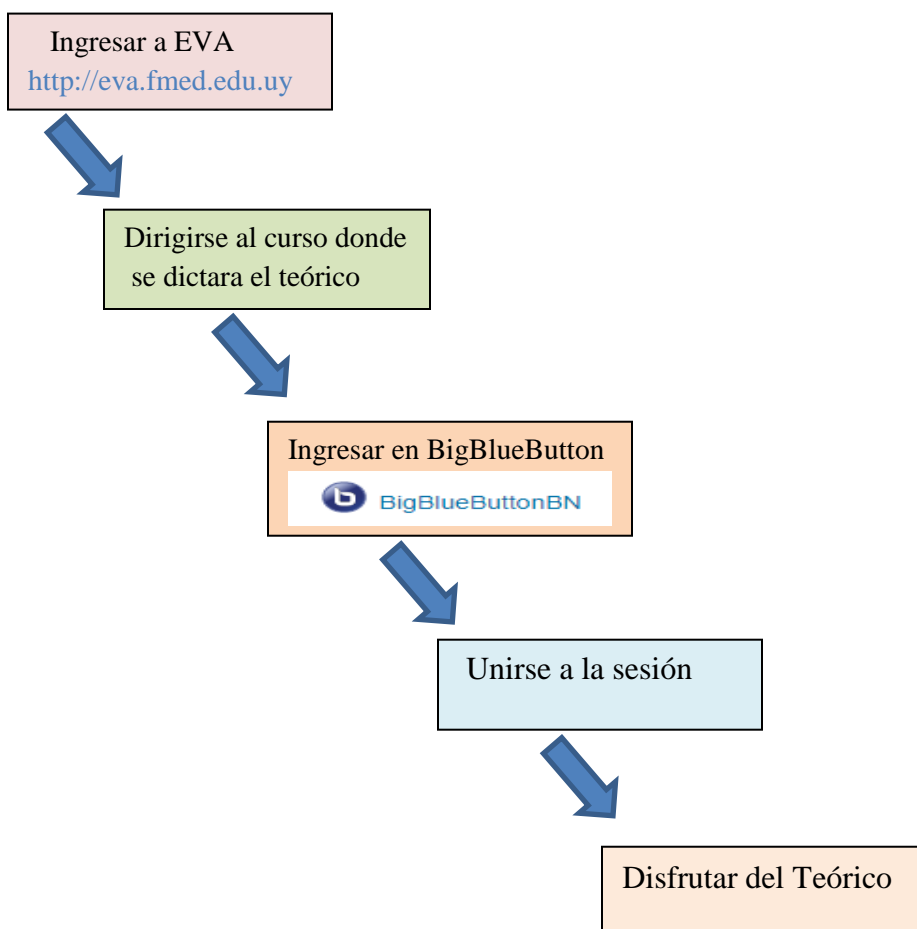 Ingresar a EVA
http://eva.fmed.edu.uy
Dirigirse al curso donde
se dictara el teórico
Ingresar en BigBlueButton
b BigBlueButtonBN
Unirse a la sesión
Disfrutar del Teórico